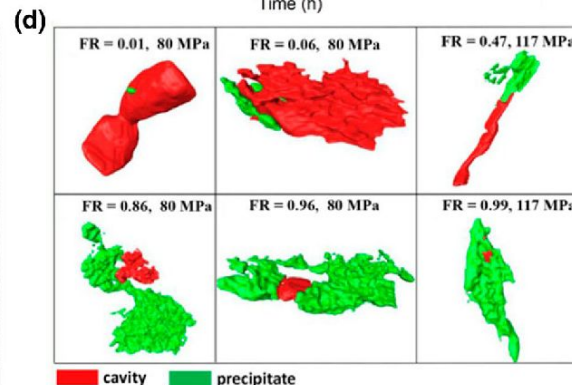 Time (h)
(d)
FR = 0.01, 80 MPa
FR = 0.06, 80 MPa
FR = 0.47, 117 MPa
FR = 0.86, 80 MPa
FR = 0.96, 80 MPa
FR = 0.99, 117 MPa
cavity
precipitate